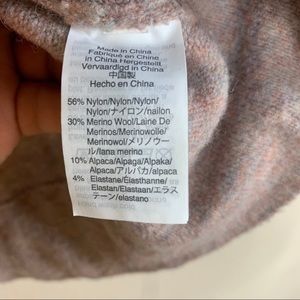 Made in China
Fabriqué en Chine
in China Hergestellt
Vervaardigd in China
中国製
Hecho en China
56% Nylon/Nylon/Nylon/
Nylon/ナイロン/nailon
30% Merino Wool/Laine De
Merinos/Merinowolle/
Merinowol/メリノウー
ル/lana merino
10% Alpaca/Alpaga/Alpaka/
Alpaca/アルパカ/alpaca
4% Elastane/Élasthanne/
Elastan/Elastaan/エラス
テーン/elastano